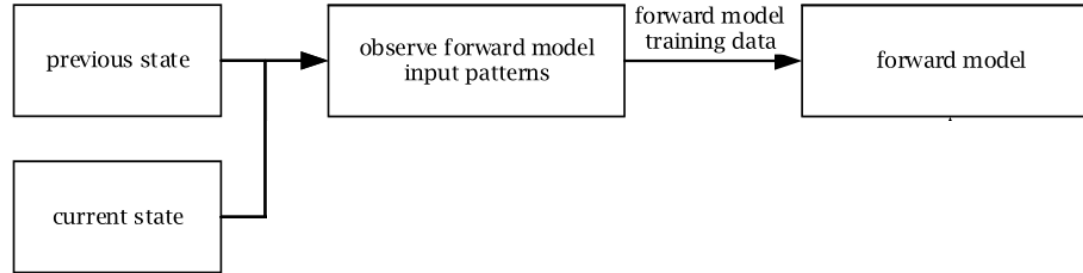 previous state
observe forward model
input patterns
forward model
training data
forward model
current state